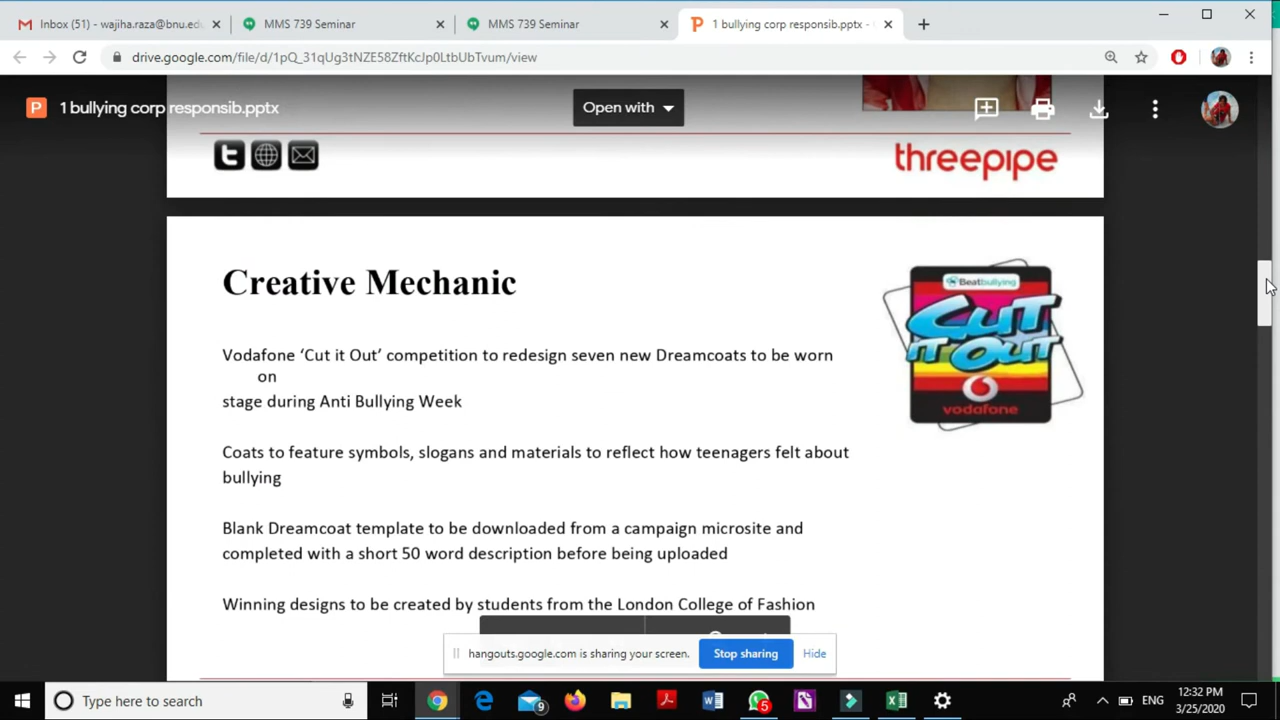 Inbox (51) - wajiha.raza@bnu.ed
MMS 739 Seminar
MMS 739 Seminar
1 bullying corp responsib.pptx -
drive.google.com/file/d/1pQ_31qUg3tNZE58ZftKcJp0LtbUbTvum/view
P 1 bullying corp responsib.pptx
Open with
threepipe
Creative Mechanic
Beatbullying
CUT
IT OUT
vodafone
Vodafone ‘Cut it Out’ competition to redesign seven new Dreamcoats to be worn
on
stage during Anti Bullying Week
Coats to feature symbols, slogans and materials to reflect how teenagers felt about
bullying
Blank Dreamcoat template to be downloaded from a campaign microsite and
completed with a short 50 word description before being uploaded
Winning designs to be created by students from the London College of Fashion
hangouts.google.com is sharing your screen.
Stop sharing
Hide
Type here to search
9
5
ENG
12:32 PM
3/25/2020